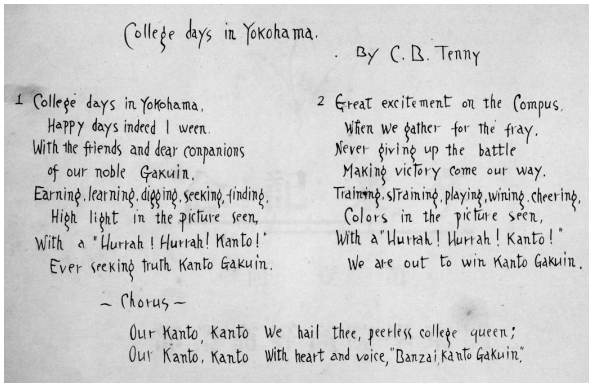 College days in Yokohama.
By C. B. Tenny
1 College days in Yokohama,
Happy days indeed I ween.
With the friends and dear conpanions
of our noble Gakuin.
Earning, learning, digging, seeking, finding,
High light in the picture seen,
With a "Hurrah! Hurrah! Kanto!"
Ever seeking truth Kanto Gakuin.
2 Great excitement on the Compus,
When we gather for the fray.
Never giving up the battle
Making victory come our way.
Training, straining, playing, wining, cheering,
Colors in the picture seen,
With a "Hurrah! Hurrah! Kanto!"
We are out to win Kanto Gakuin.
~ Chorus ~
Our Kanto, Kanto We hail thee, peerless college queen;
Our Kanto, Kanto With heart and voice, "Banzai, Kanto Gakuin."